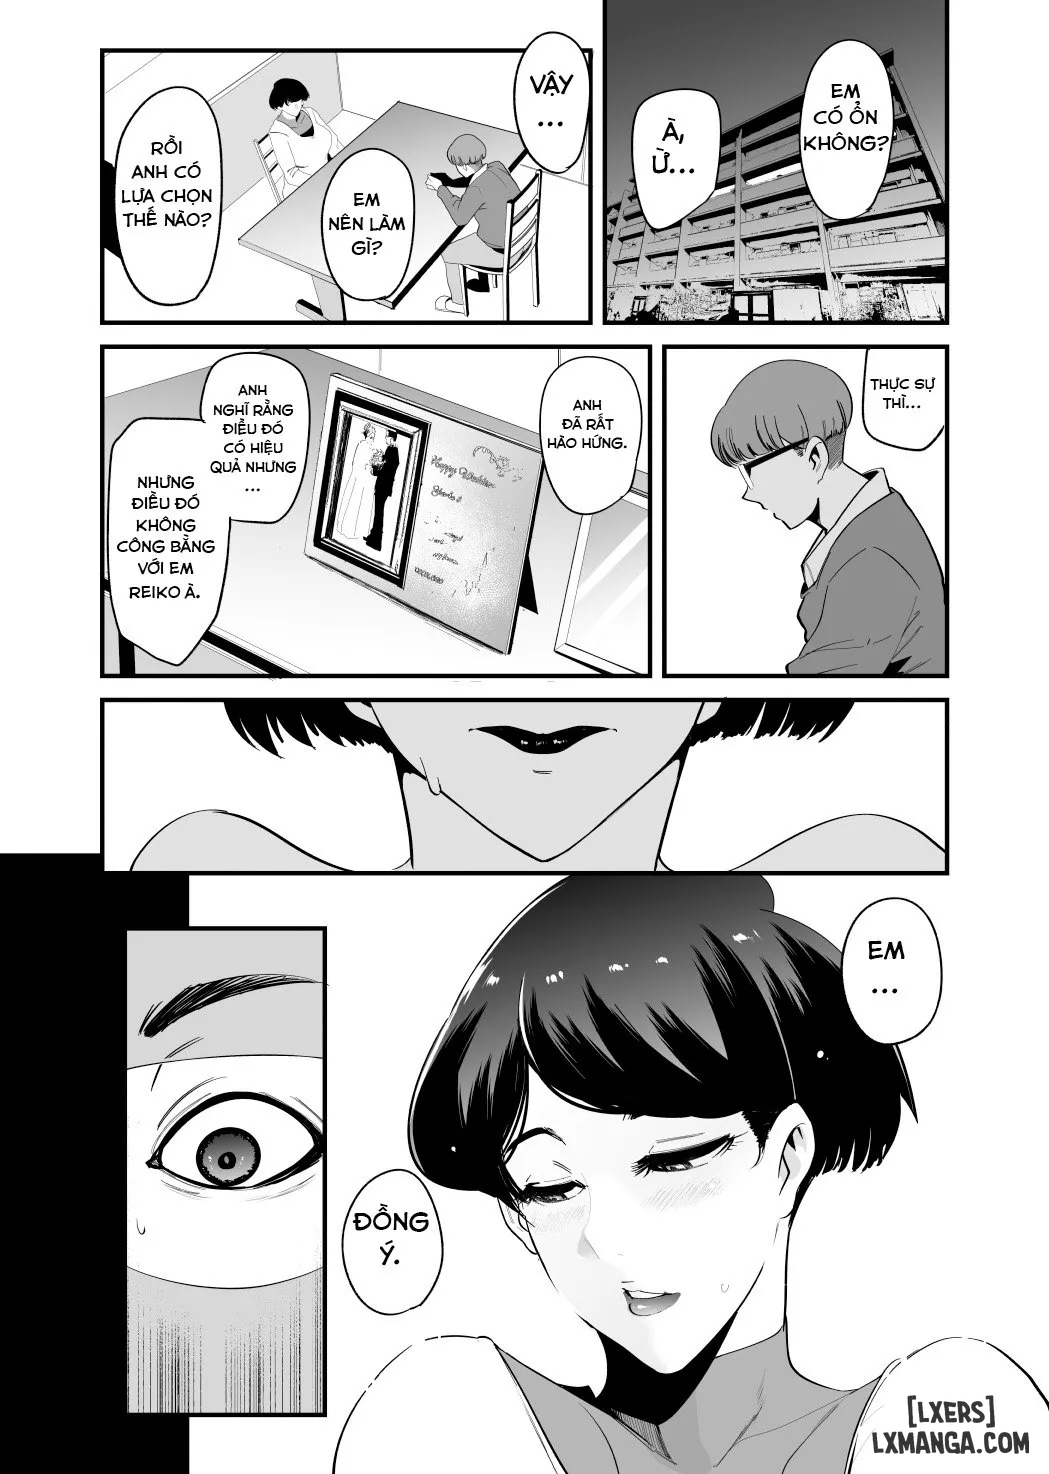 EM
CÓ ỔN
KHÔNG?
À,
Ừ...
VẬY
...
EM
NÊN LÀM
GÌ?
RỒI
ANH CÓ
LỰA CHỌN
THẾ NÀO?
THỰC SỰ
THÌ...
ANH
ĐÃ RẤT
HÀO HỨNG.
ANH
NGHĨ RẰNG
ĐIỀU ĐÓ
CÓ HIỆU
QUẢ NHƯNG
...
NHƯNG
ĐIỀU ĐÓ
KHÔNG
CÔNG BẰNG
VỚI EM
REIKO À.
Happy
EM
...
ĐỒNG
Ý.
[LXERS]
LXMANGA.COM